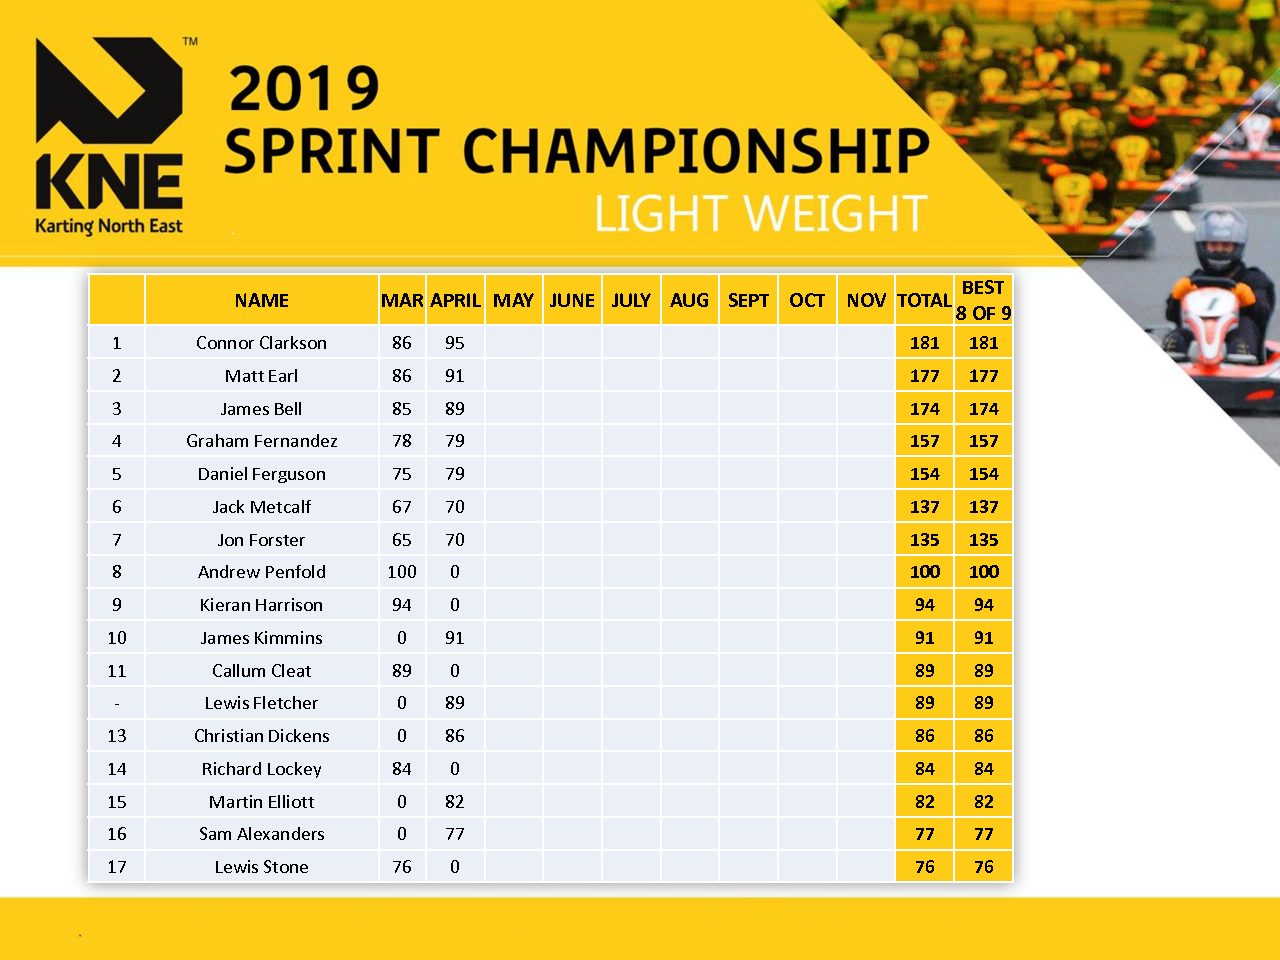 ™
KNE
Karting North East
2019
SPRINT CHAMPIONSHIP
LIGHT WEIGHT
NAME MAR APRIL MAY JUNE JULY AUG SEPT OCT NOV TOTAL BEST
8 OF 9
1 Connor Clarkson 86 95 181 181
2 Matt Earl 86 91 177 177
3 James Bell 85 89 174 174
4 Graham Fernandez 78 79 157 157
5 Daniel Ferguson 75 79 154 154
6 Jack Metcalf 67 70 137 137
7 Jon Forster 65 70 135 135
8 Andrew Penfold 100 0 100 100
9 Kieran Harrison 94 0 94 94
10 James Kimmins 0 91 91 91
11 Callum Cleat 89 0 89 89
- Lewis Fletcher 0 89 89 89
13 Christian Dickens 0 86 86 86
14 Richard Lockey 84 0 84 84
15 Martin Elliott 0 82 82 82
16 Sam Alexanders 0 77 77 77
17 Lewis Stone 76 0 76 76